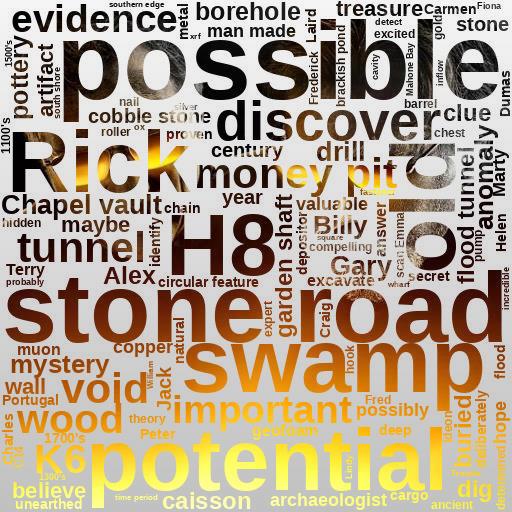 southern edge
evidence
metal
xrf
borehole
man made
treasure
Carmen
Fiona
stone
detect
excited
gold
1500's
pottery
artifact
south shore
possible
Laird
Frederick
brackish pond
cavity
Mahone Bay
inflow
Dumas
nail
silver
cobble stone
roller
ox
proven
discover
barrel
clue
chest
1100's
Rick
century
drill
money pit
fastener
old
flood tunnel
pump
anomaly
Marty
Helen
Chapel vault
chain
year
hidden
maybe
tunnel
identify
H8
garden shaft
depositor
valuable
Billy
square
compelling
answer
scan
Emma
Gary
secret
Terry
probably
Alex
circular feature
excavate
wharf
incredible
stone road
expert
craig
muon
copper
natural
swamp
hook
flood
mystery
wall
void
William
Jack
Portugal
important
Fred
possibly
wood
theory
Charles
C14
1700's
Peter
geofoam
deep
ideon
buried
deliberately
hope
determined
K6
1300's
potential
Lindy
believe
unearthed
time period
caisson
archaeologist
cargo
ancient
dig